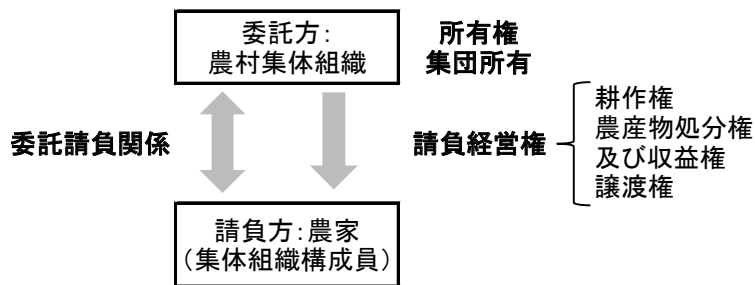 委託方：
農村集体組織
所有権
集団所有
委託請負関係
請負経営権
耕作権
農産物処分権
及び収益権
譲渡権
請負方：農家
（集体組織構成員）